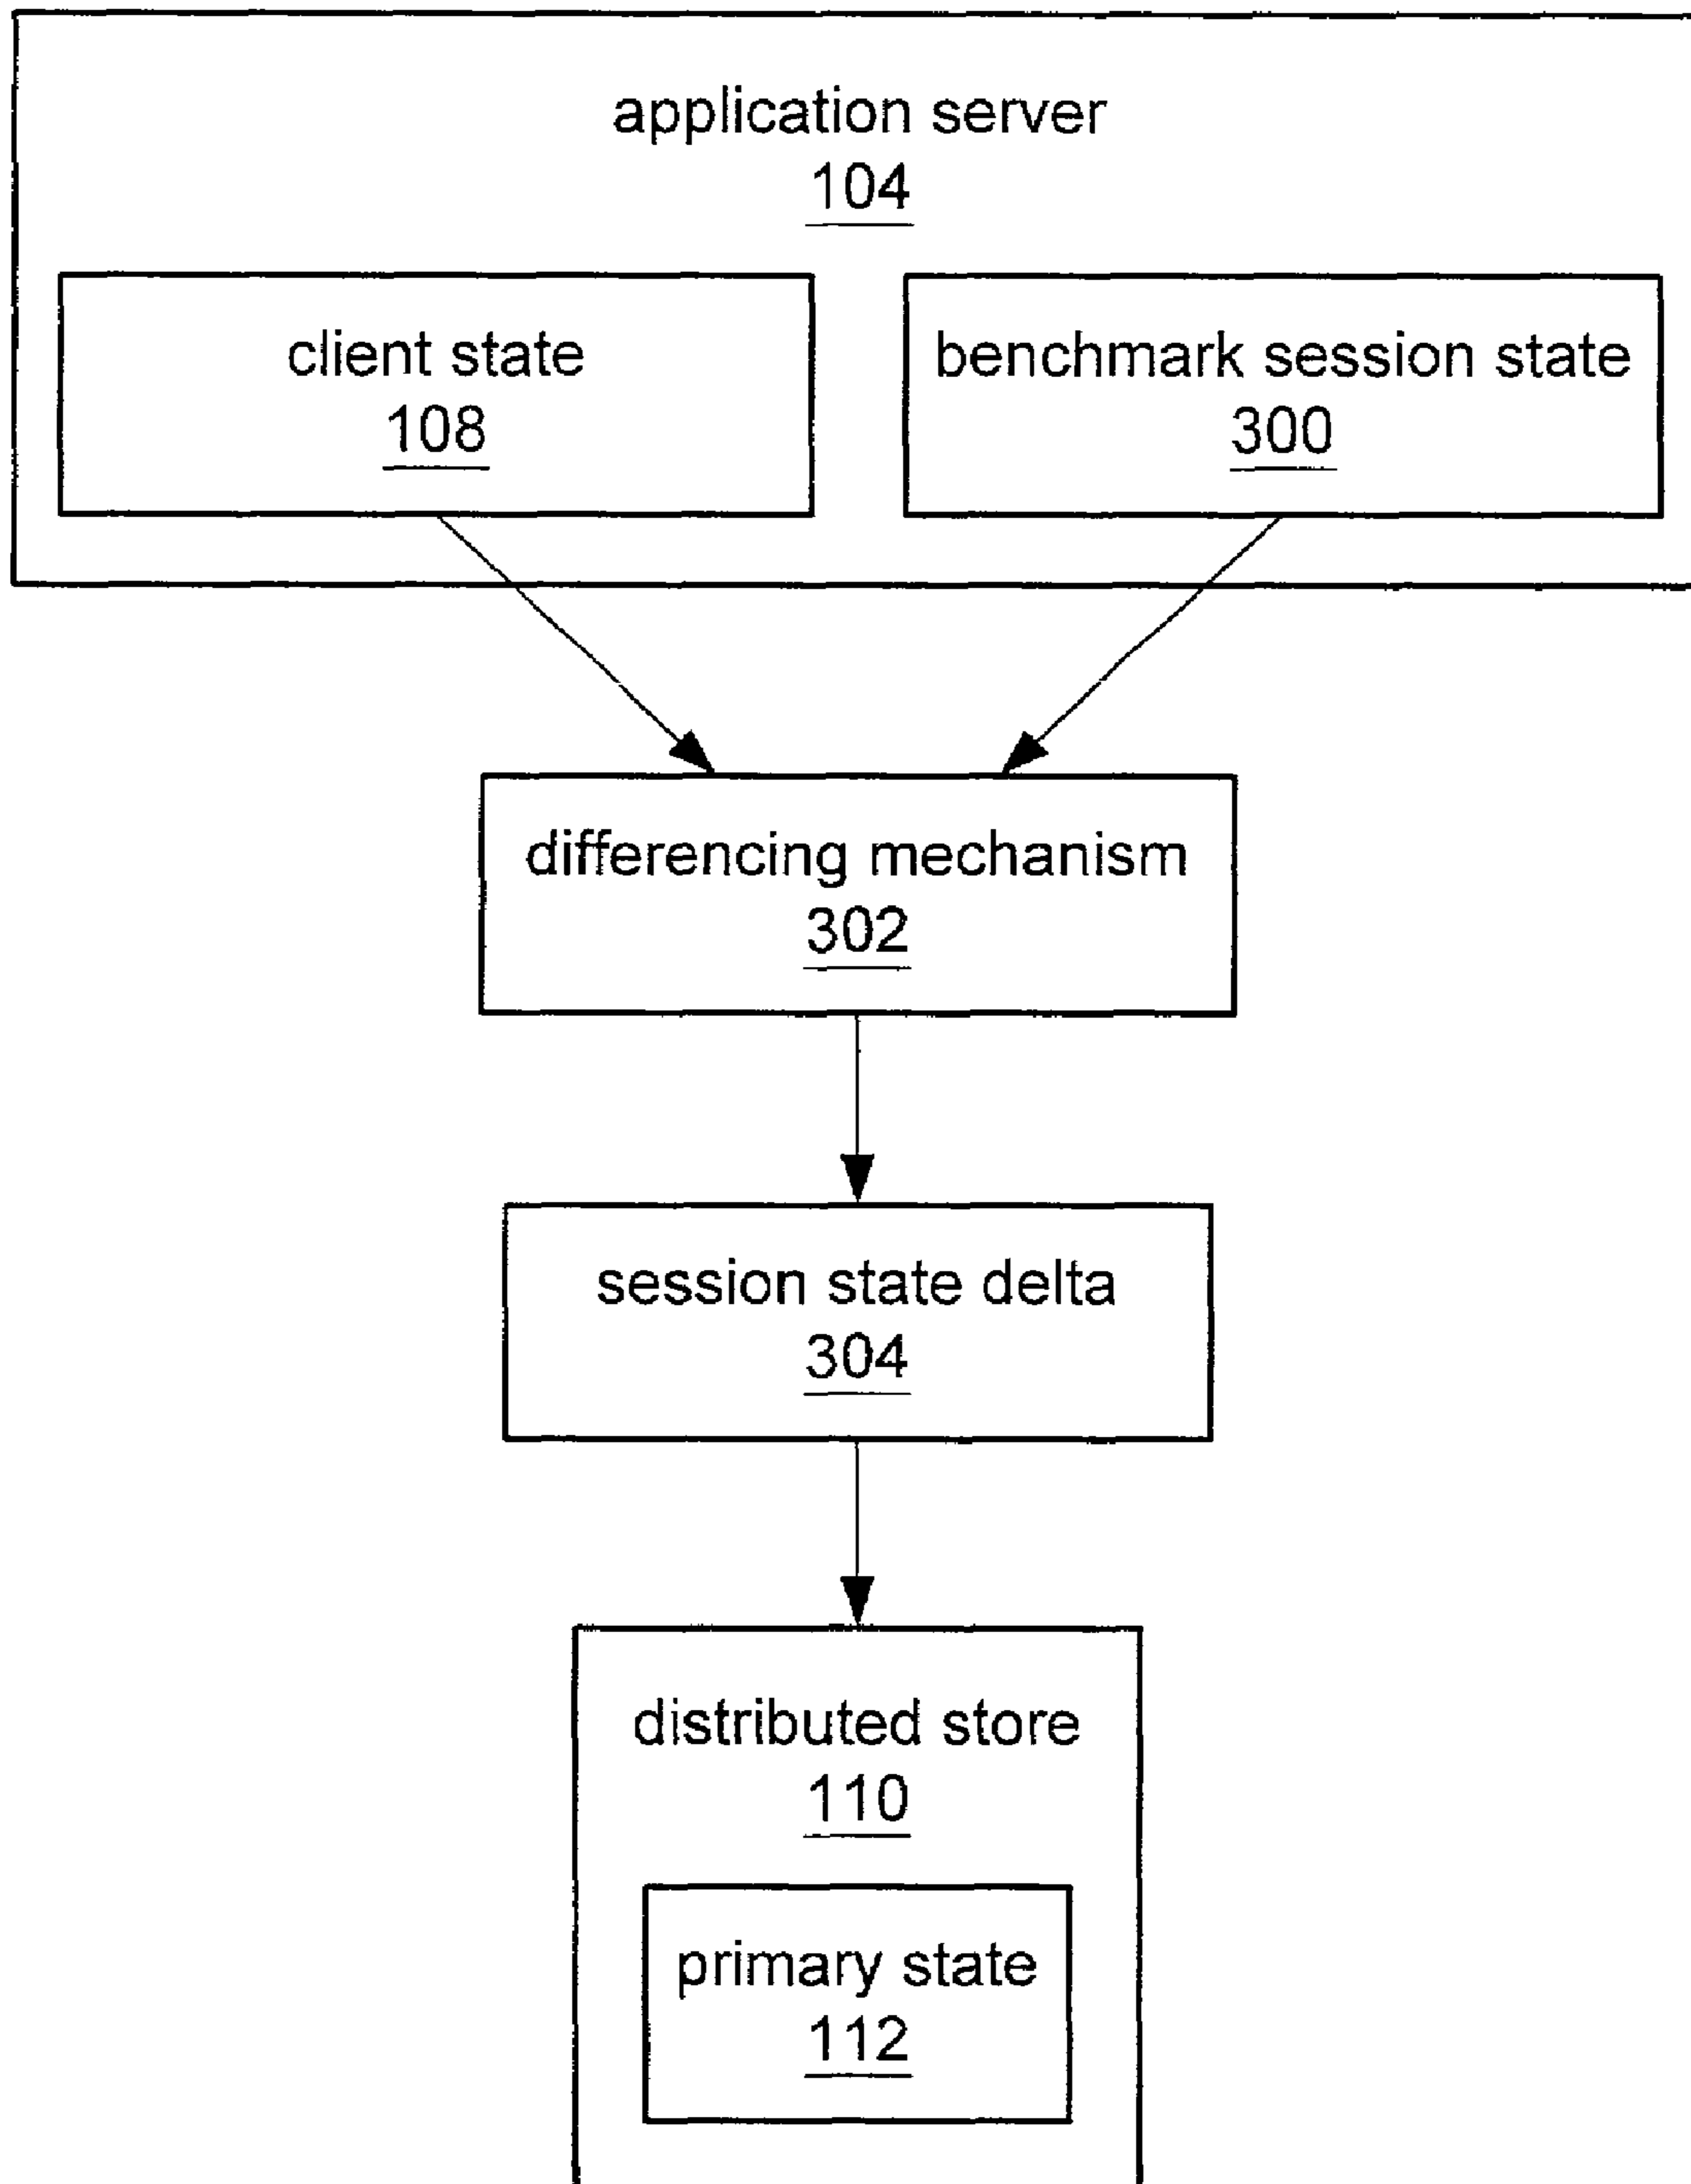 application server
104
client state
108
benchmark session state
300
differencing mechanism
302
session state delta
304
distributed store
110
primary state
112